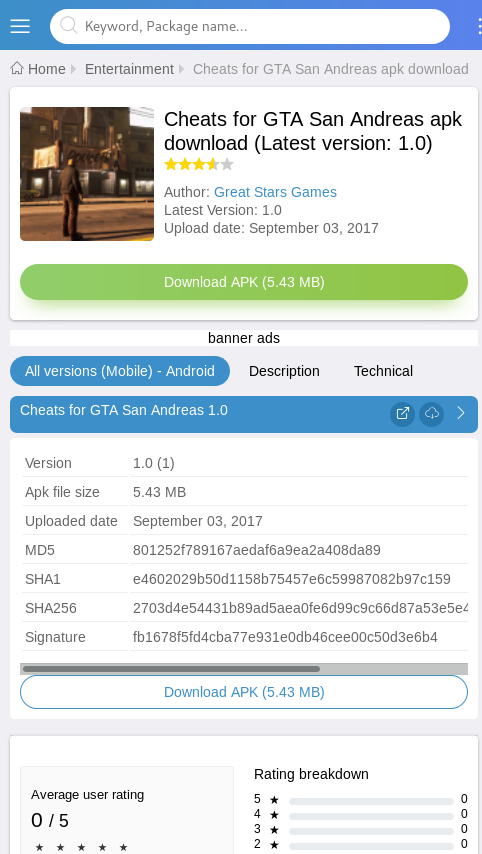 Keyword, Package name...
Home Entertainment Cheats for GTA San Andreas apk download
Cheats for GTA San Andreas apk
download (Latest version: 1.0)
Author: Great Stars Games
Latest Version: 1.0
Upload date: September 03, 2017
Download APK (5.43 MB)
banner ads
All versions (Mobile) - Android Description Technical
Cheats for GTA San Andreas 1.0
Version 1.0 (1)
Apk file size 5.43 MB
Uploaded date September 03, 2017
MD5 801252f789167aedaf6a9ea2a408da89
SHA1 e4602029b50d1158b75457e6c59987082b97c159
SHA256 2703d4e54431b89ad5aea0fe6d99c9c66d87a53e5e4
Signature fb1678f5fd4cba77e931e0db46cee00c50d3e6b4
Download APK (5.43 MB)
Average user rating
0 / 5
★ ★ ★ ★ ★
Rating breakdown
5 ★ 0
4 ★ 0
3 ★ 0
2 ★ 0